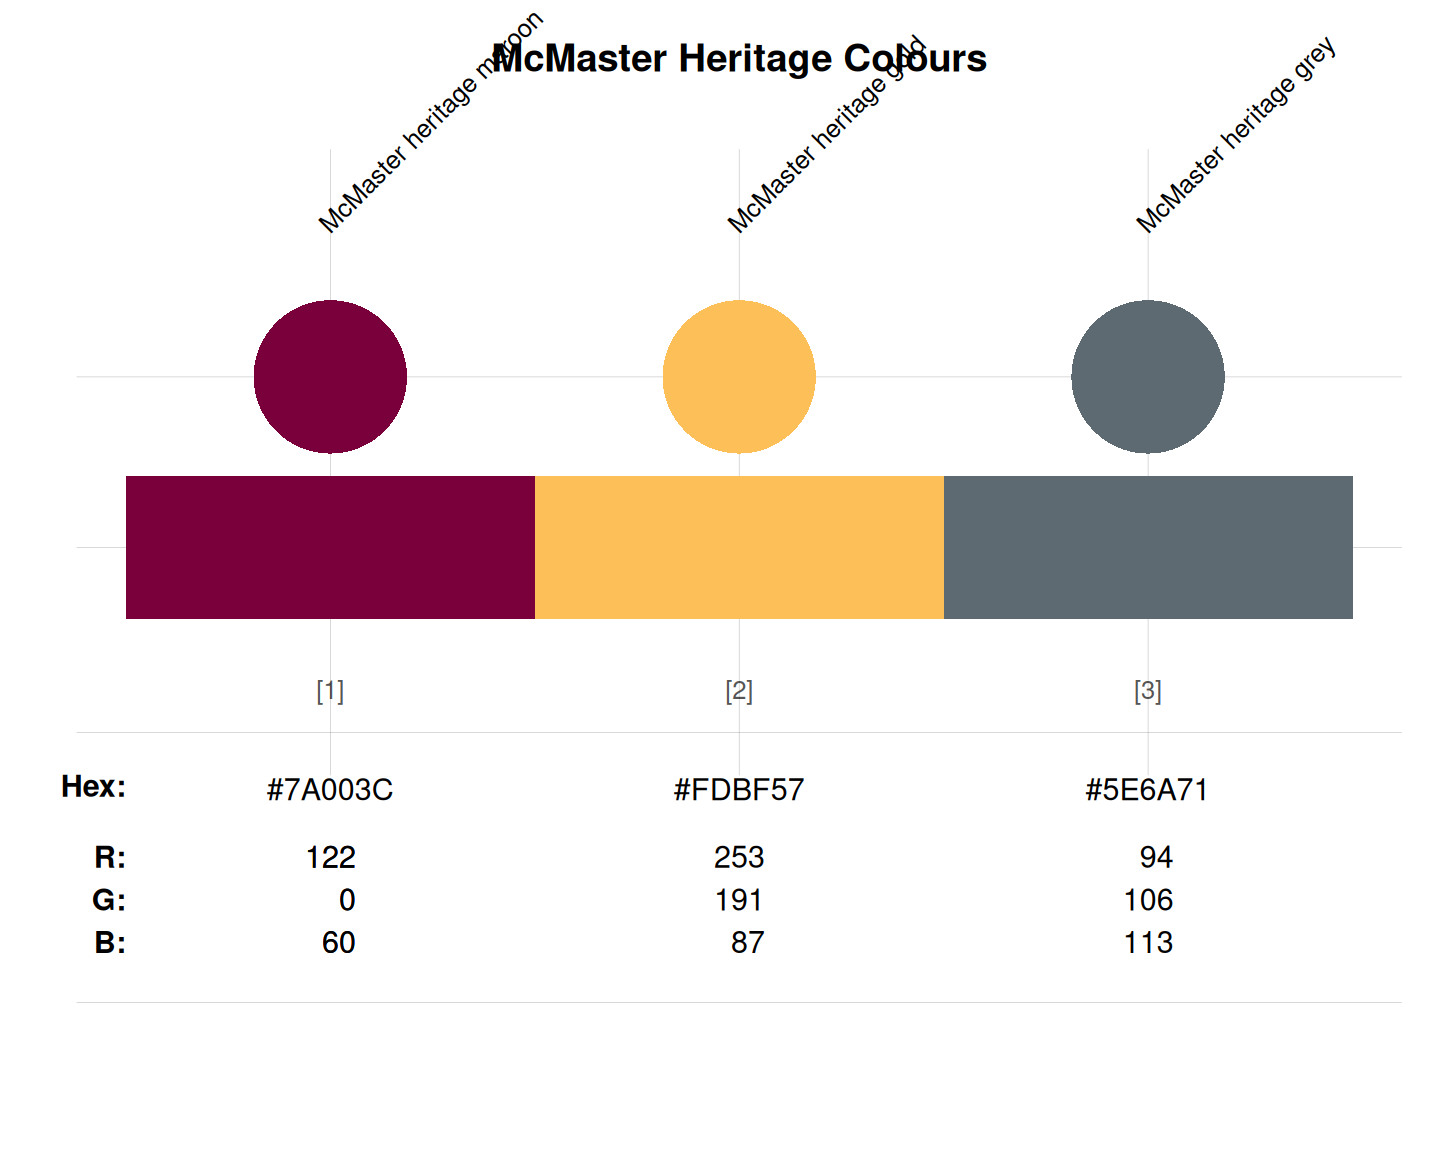 McMaster Heritage Colours
McMaster heritage maroon
McMaster heritage gold
McMaster heritage grey
[1] [2] [3]
Hex: #7A003C #FDBF57 #5E6A71
R: 122 253 94
G: 0 191 106
B: 60 87 113